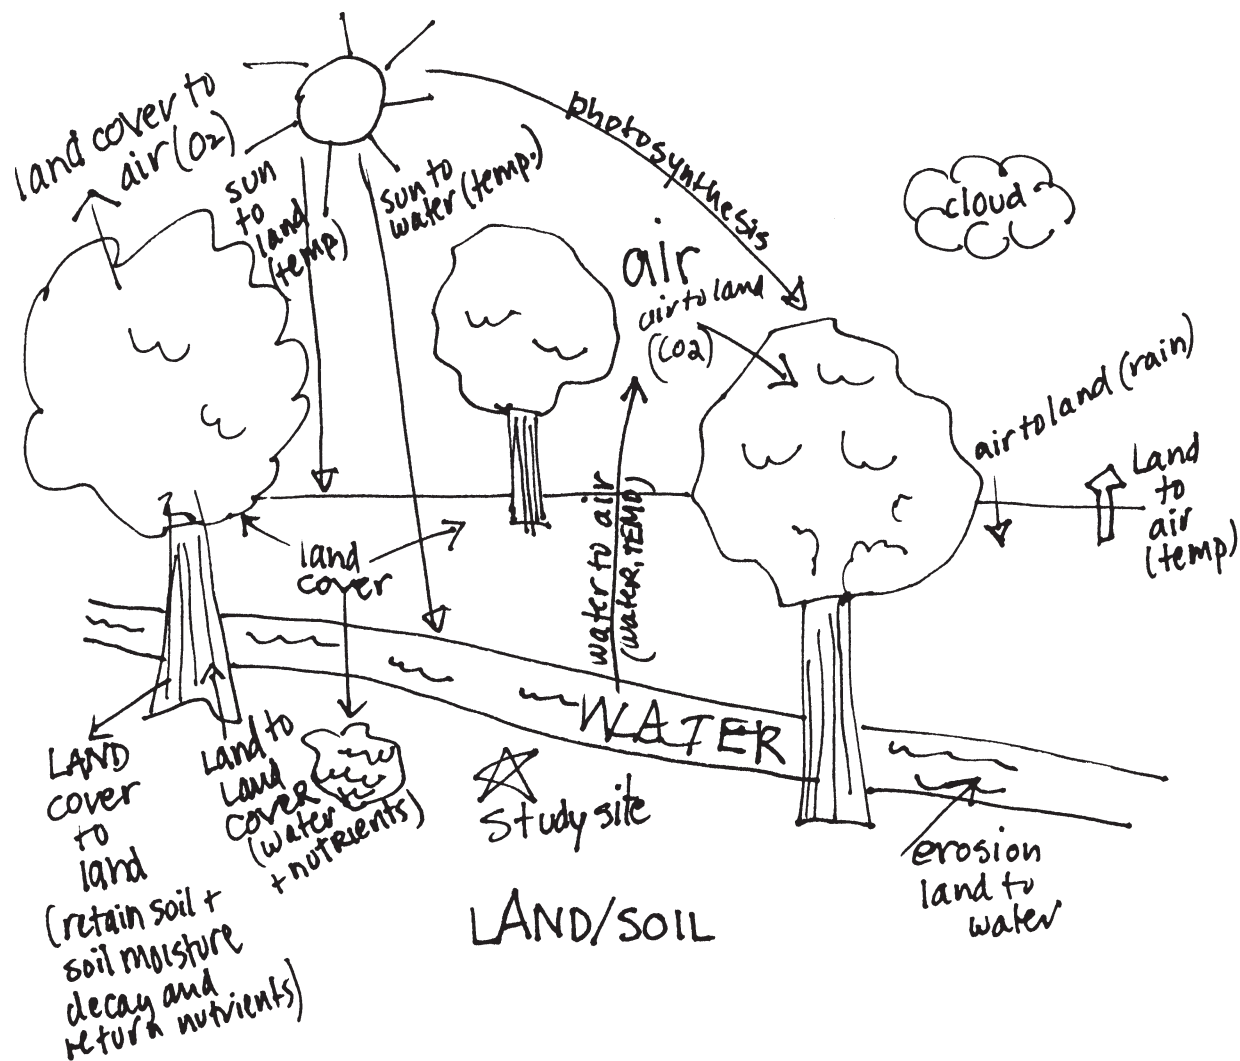 land cover to
air (O2)
sun
to
land
(temp)
sun to
water (temp.)
photosynthesis
cloud
air
air to land
(CO2)
air to land (rain)
Land
to
air
(temp)
land
cover
water to air
(WATER, TEMP)
WATER
LAND
cover
to
land
(retain soil +
soil moisture
decay and
return nutrients)
Land to
Land
COVER
(water
+ nutrients)
Study site
erosion
land to
water
LAND/SOIL